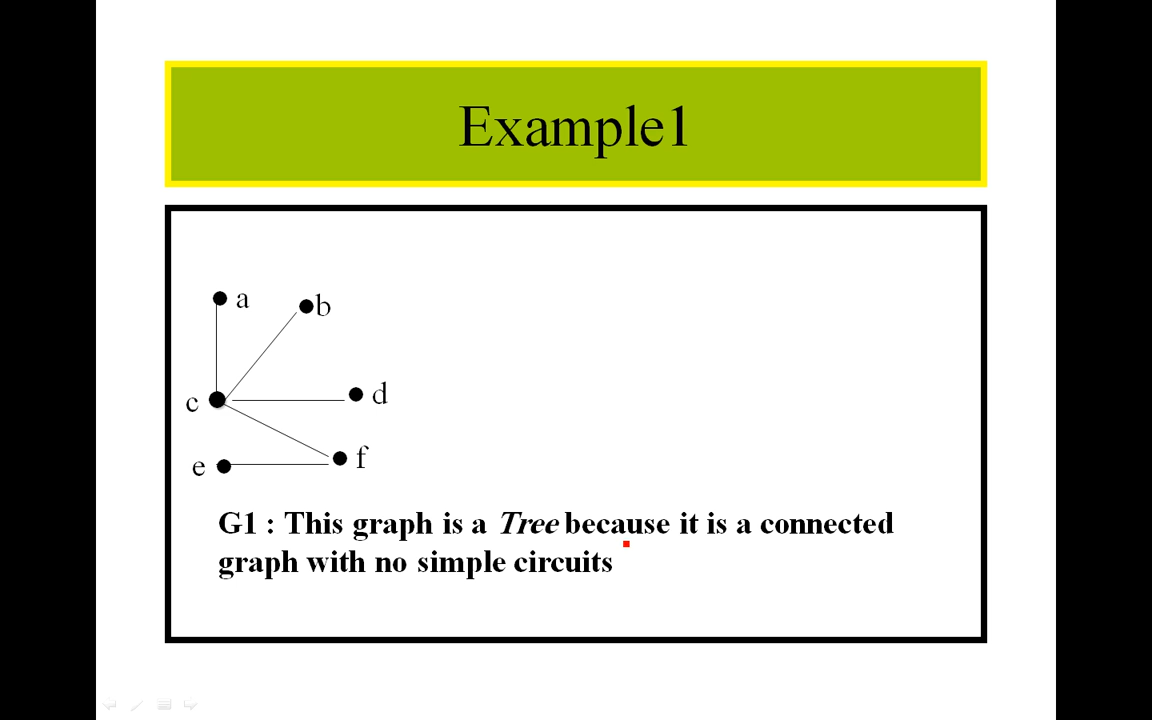 Example1
a
b
c
d
e
f
G1 : This graph is a Tree because it is a connected
graph with no simple circuits